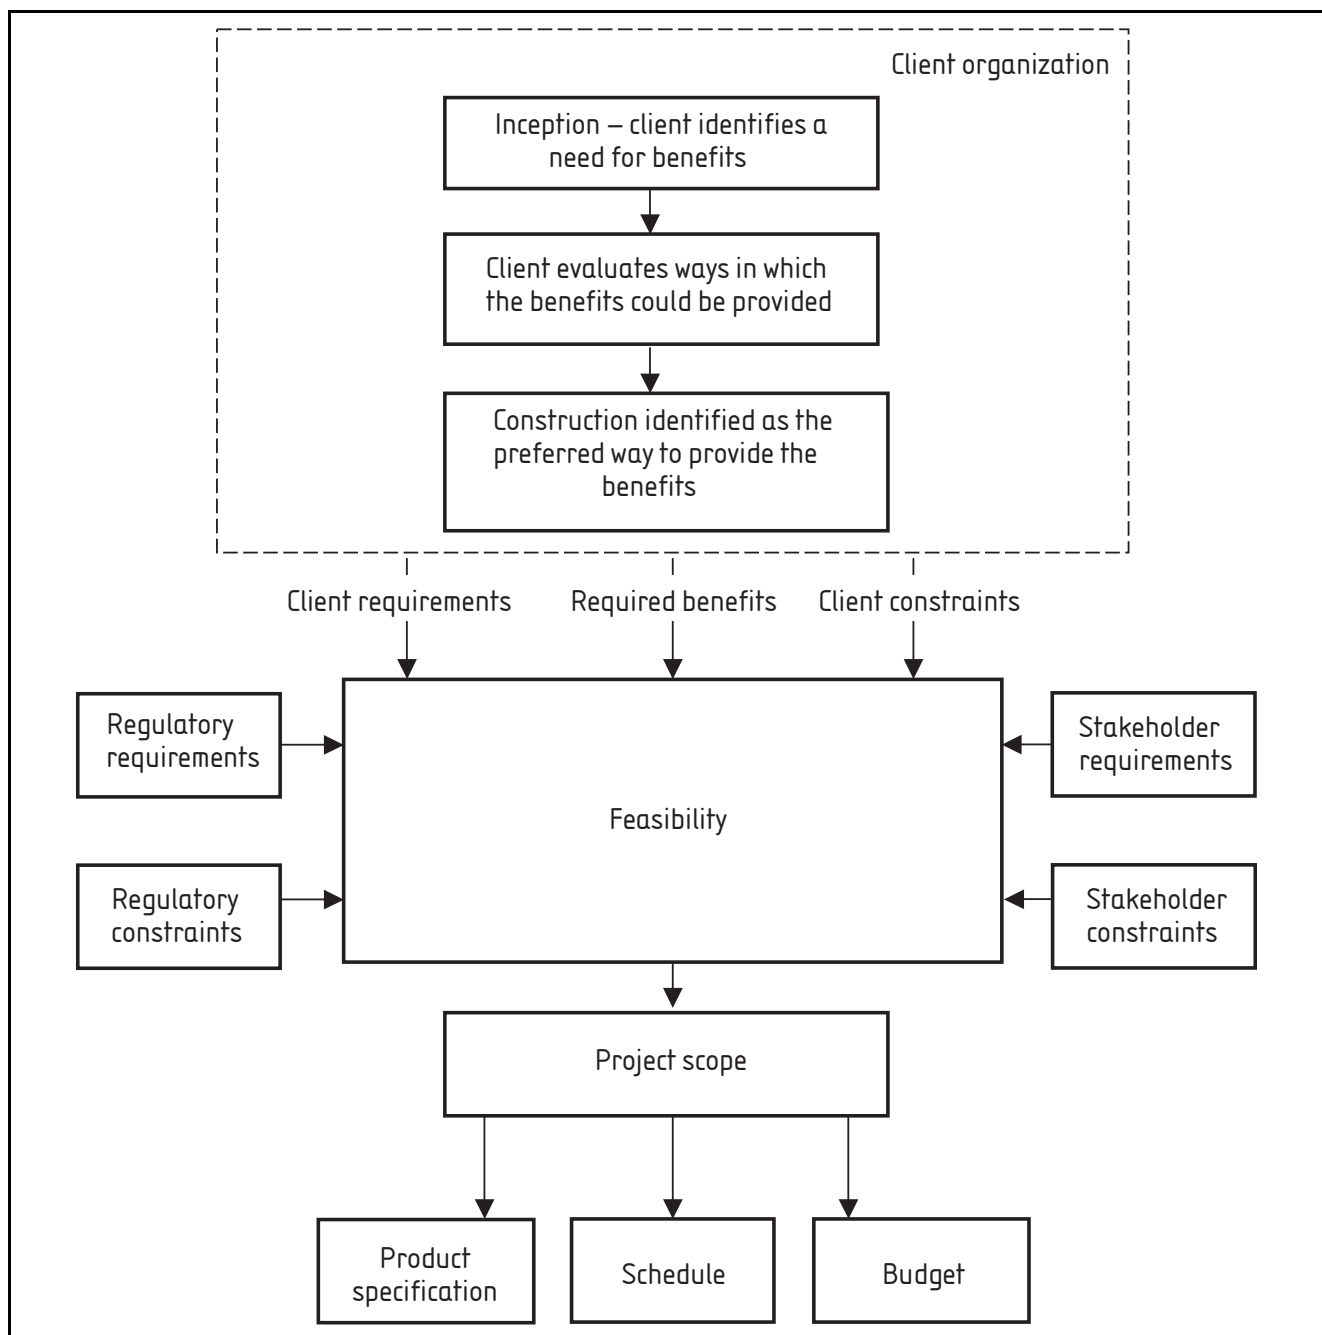 Client organization
Inception – client identifies a
need for benefits
Client evaluates ways in which
the benefits could be provided
Construction identified as the
preferred way to provide the
benefits
Client requirements
Required benefits
Client constraints
Regulatory
requirements
Stakeholder
requirements
Feasibility
Regulatory
constraints
Stakeholder
constraints
Project scope
Product
specification
Schedule
Budget